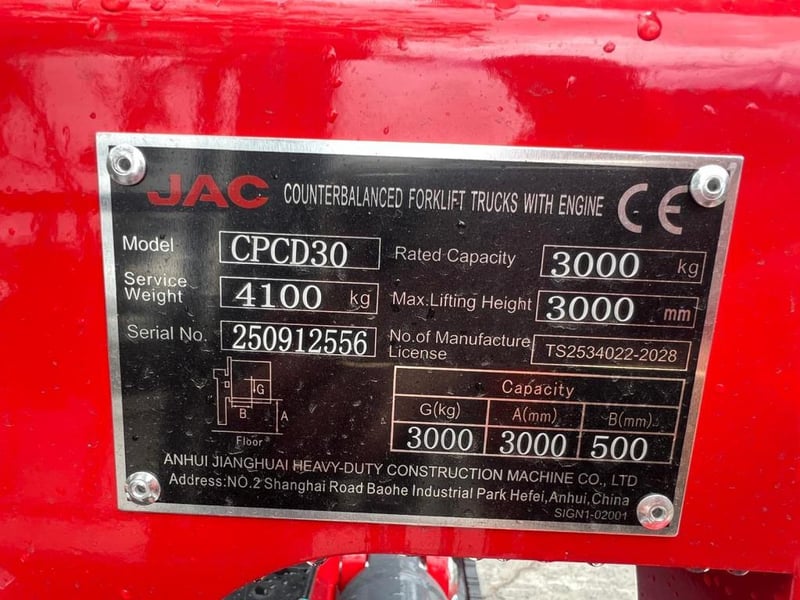 JAC COUNTERBALANCED FORKLIFT TRUCKS WITH ENGINE CE
Model CPCD30 Rated Capacity 3000 kg
Service Weight 4100 kg Max.Lifting Height 3000 mm
Serial No. 250912556 No.of Manufacture License TS2534022-2028
G
B
A
Floor
Capacity
G(kg) A(mm) B(mm)
3000 3000 500
ANHUI JIANGHUAI HEAVY-DUTY CONSTRUCTION MACHINE CO., LTD
Address:NO.2 Shanghai Road Baohe Industrial Park Hefei,Anhui,China
SIGN1-02001